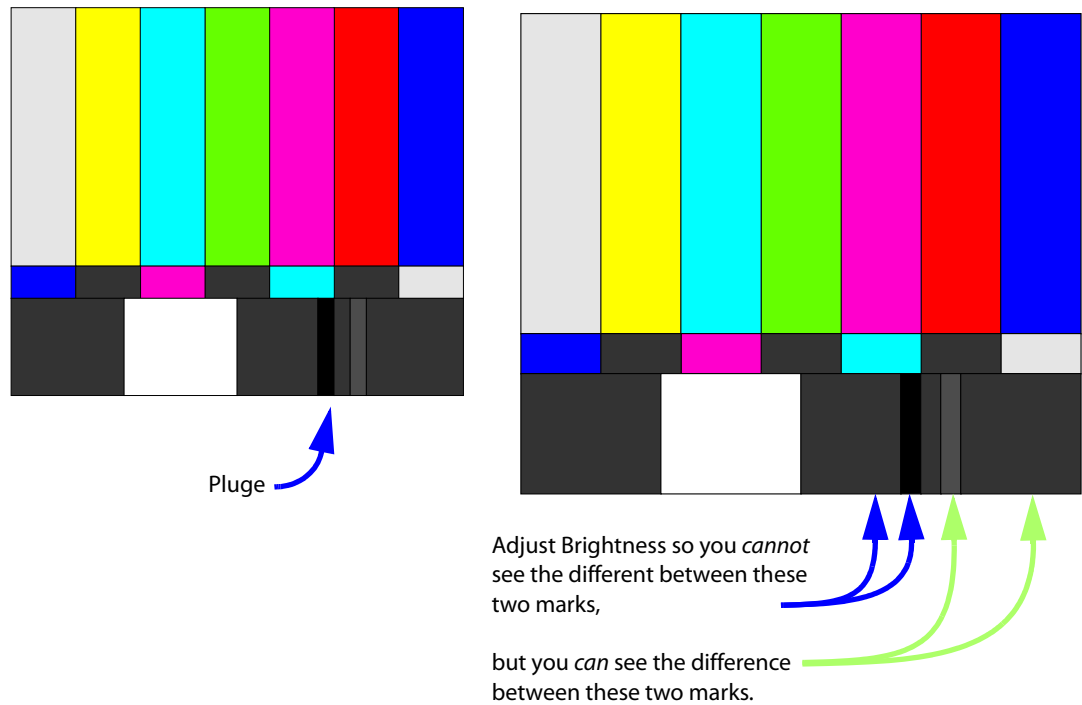 Pluge
Adjust Brightness so you cannot
see the different between these
two marks,
but you can see the difference
between these two marks.